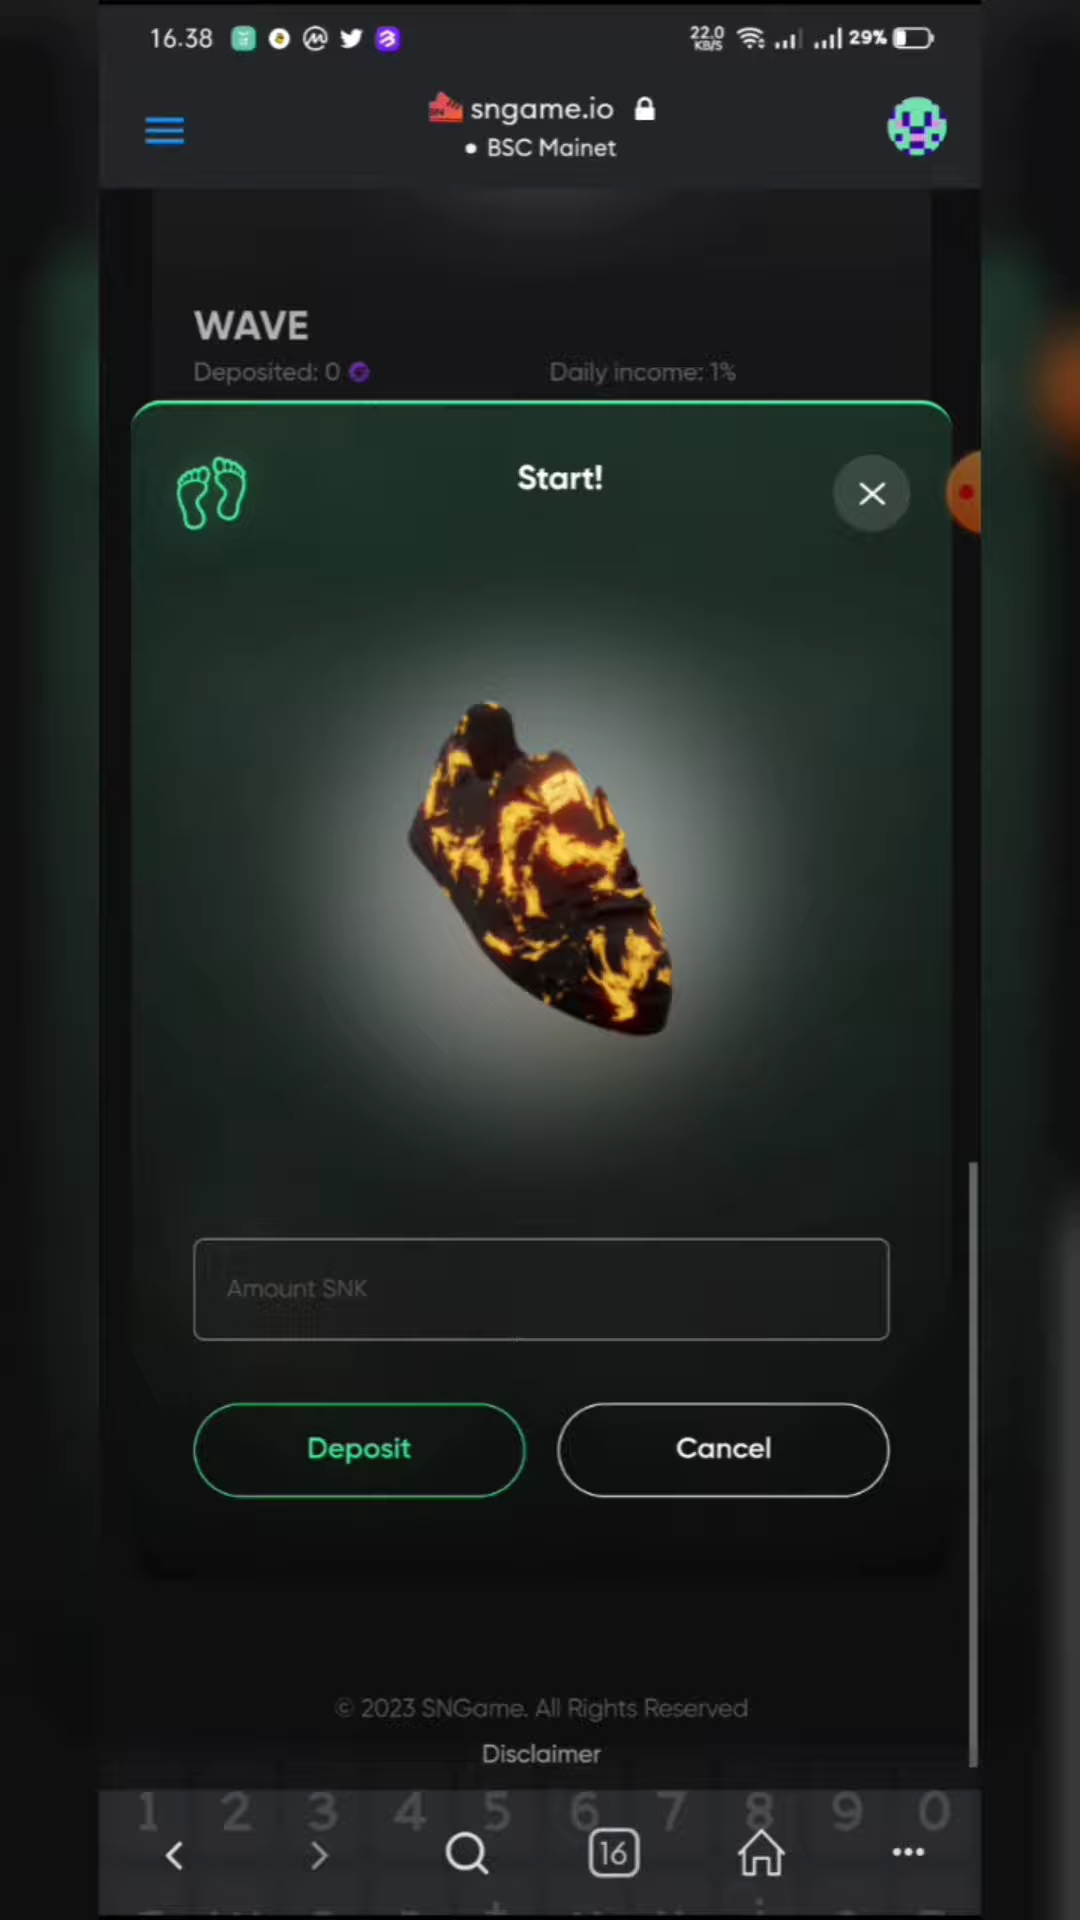 16.38
22.0
KB/S
29%
sngame.io
• BSC Mainet
WAVE
Deposited: 0
Daily income: 1%
Start!
Amount SNK
Deposit
Cancel
© 2023 SNGame. All Rights Reserved
Disclaimer
1 2 3 4 5 6 7 8 9 0
16